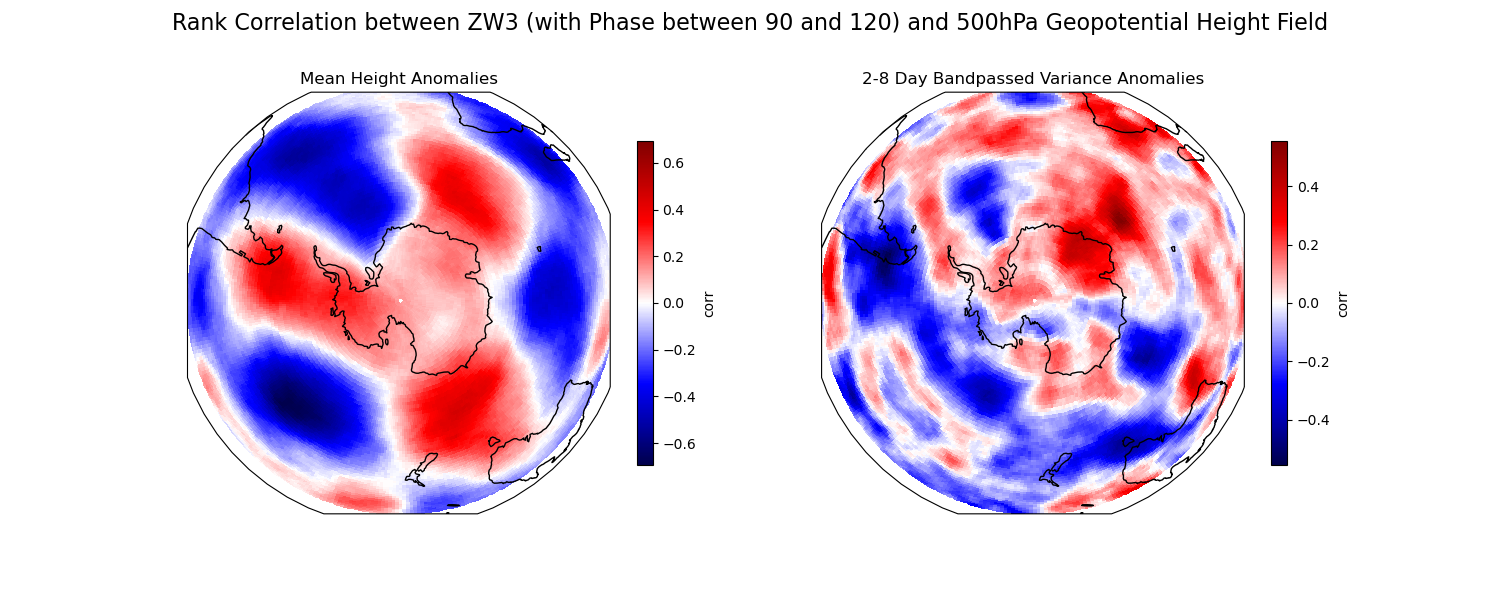 Rank Correlation between ZW3 (with Phase between 90 and 120) and 500hPa Geopotential Height Field
Mean Height Anomalies
0.6
0.4
0.2
0.0
−0.2
−0.4
−0.6
corr
2-8 Day Bandpassed Variance Anomalies
0.4
0.2
0.0
−0.2
−0.4
corr